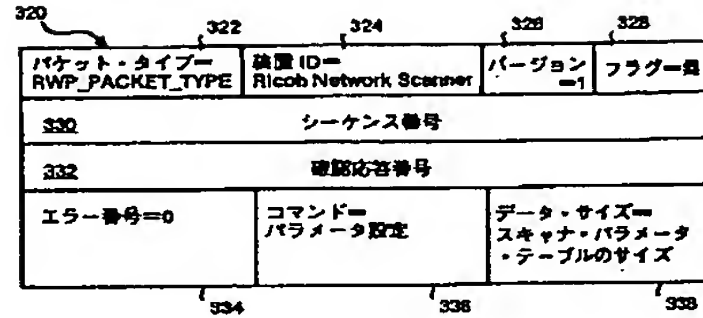 320
322
324
326
328
パケット・タイプー
RWP_PACKET_TYPE
装置 ID=
Ricoh Network Scanner
バージョン
=1
フラグ=無
330
シーケンス番号
332
確認応答番号
エラー番号=0
コマンド=
パラメータ設定
データ・サイズ=
スキャナ・パラメータ
・テーブルのサイズ
334
336
338